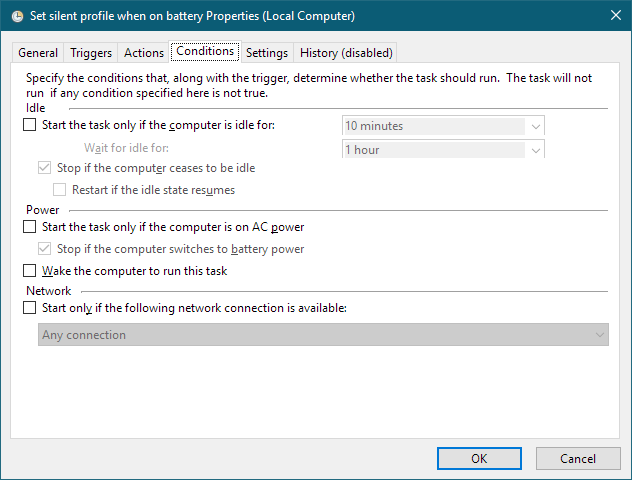 Set silent profile when on battery Properties (Local Computer)
General Triggers Actions Conditions Settings History (disabled)
Specify the conditions that, along with the trigger, determine whether the task should run. The task will not
run if any condition specified here is not true.
Idle
Start the task only if the computer is idle for: 10 minutes
Wait for idle for: 1 hour
Stop if the computer ceases to be idle
Restart if the idle state resumes
Power
Start the task only if the computer is on AC power
Stop if the computer switches to battery power
Wake the computer to run this task
Network
Start only if the following network connection is available:
Any connection
OK Cancel